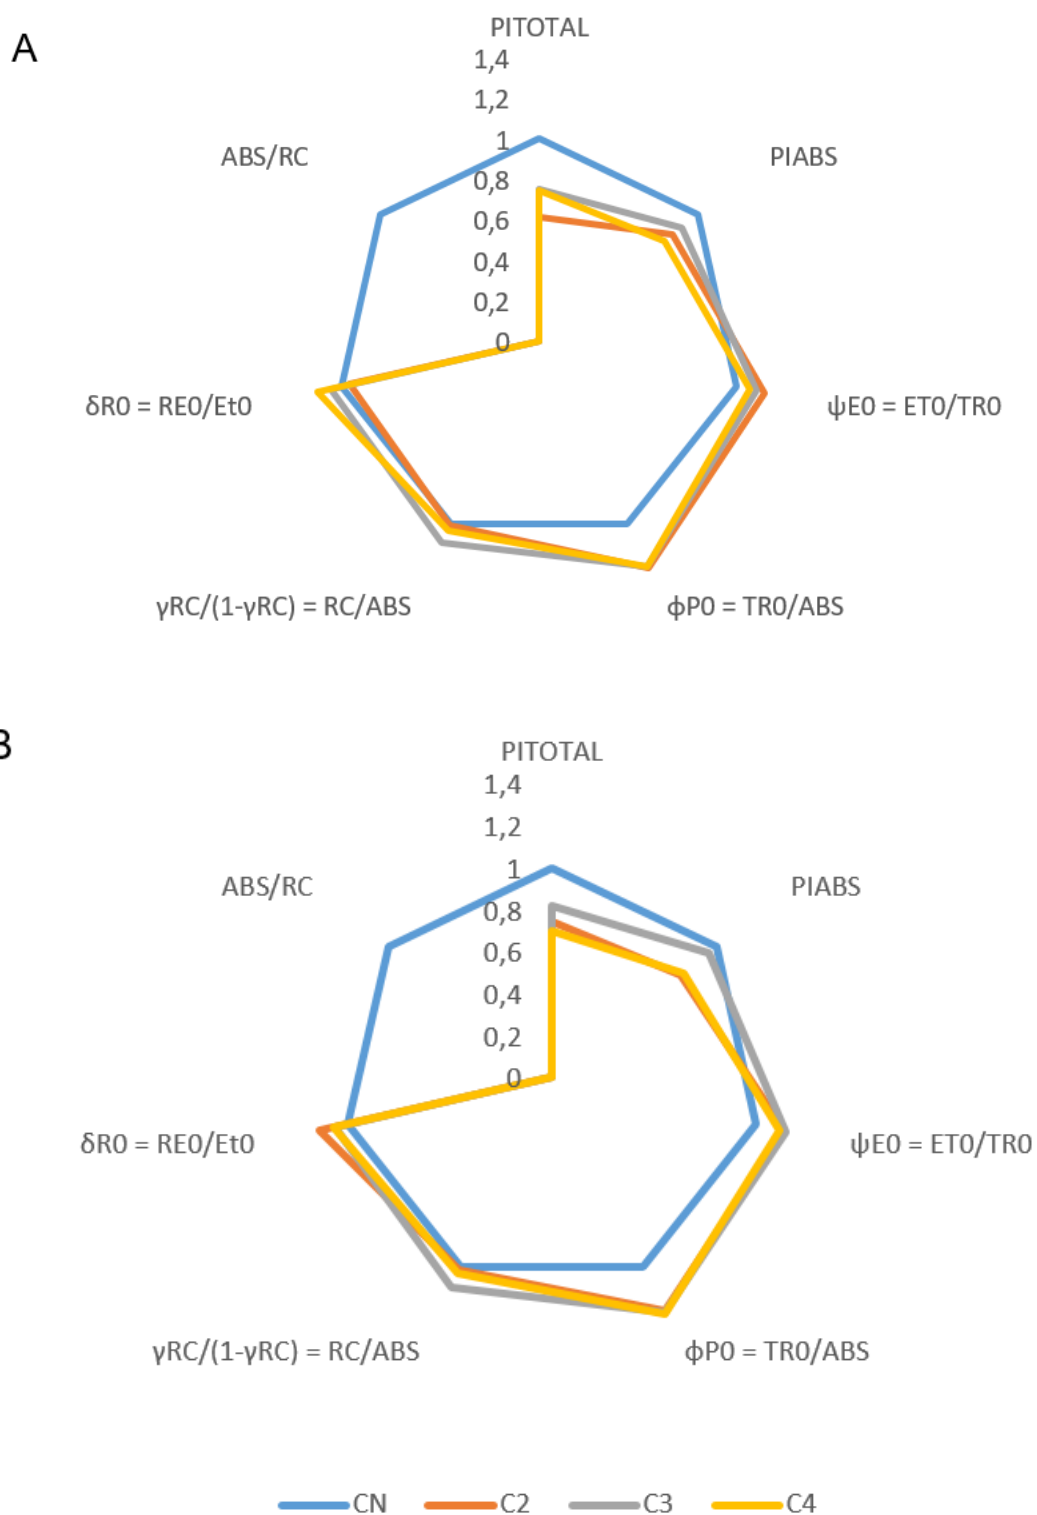 A
PITOTAL
1,4
1,2
1
0,8
0,6
0,4
0,2
0
ABS/RC
PIABS
δR0 = RE0/Et0
ψE0 = ET0/TR0
γRC/(1-γRC) = RC/ABS
ϕP0 = TR0/ABS
B
PITOTAL
1,4
1,2
1
0,8
0,6
0,4
0,2
0
ABS/RC
PIABS
δR0 = RE0/Et0
ψE0 = ET0/TR0
γRC/(1-γRC) = RC/ABS
ϕP0 = TR0/ABS
CN C2 C3 C4